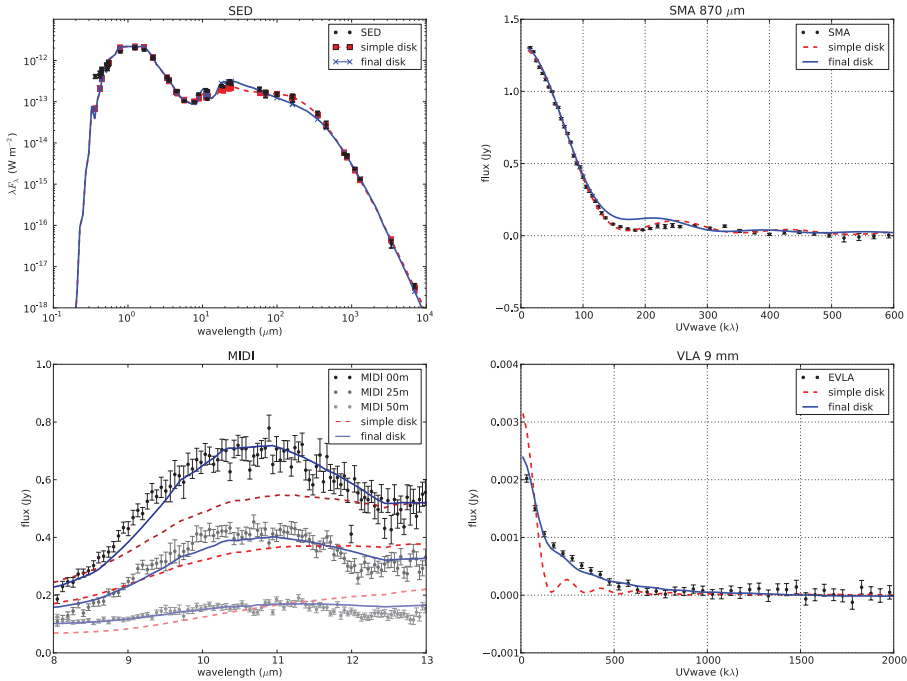 SED
SED
simple disk
final disk
λF_λ (W m⁻²)
10⁻¹²
10⁻¹³
10⁻¹⁴
10⁻¹⁵
10⁻¹⁶
10⁻¹⁷
10⁻¹⁸
10⁻¹ 10⁰ 10¹ 10² 10³ 10⁴
wavelength (μm)
SMA 870 μm
SMA
simple disk
final disk
flux (Jy)
1.5
1.0
0.5
0.0
−0.5
0 100 200 300 400 500 600
UVwave (kλ)
MIDI
MIDI 00m
MIDI 25m
MIDI 50m
simple disk
final disk
flux (Jy)
1.0
0.8
0.6
0.4
0.2
0.0
8 9 10 11 12 13
wavelength (μm)
VLA 9 mm
EVLA
simple disk
final disk
flux (Jy)
0.004
0.003
0.002
0.001
0.000
−0.001
0 500 1000 1500 2000
UVwave (kλ)